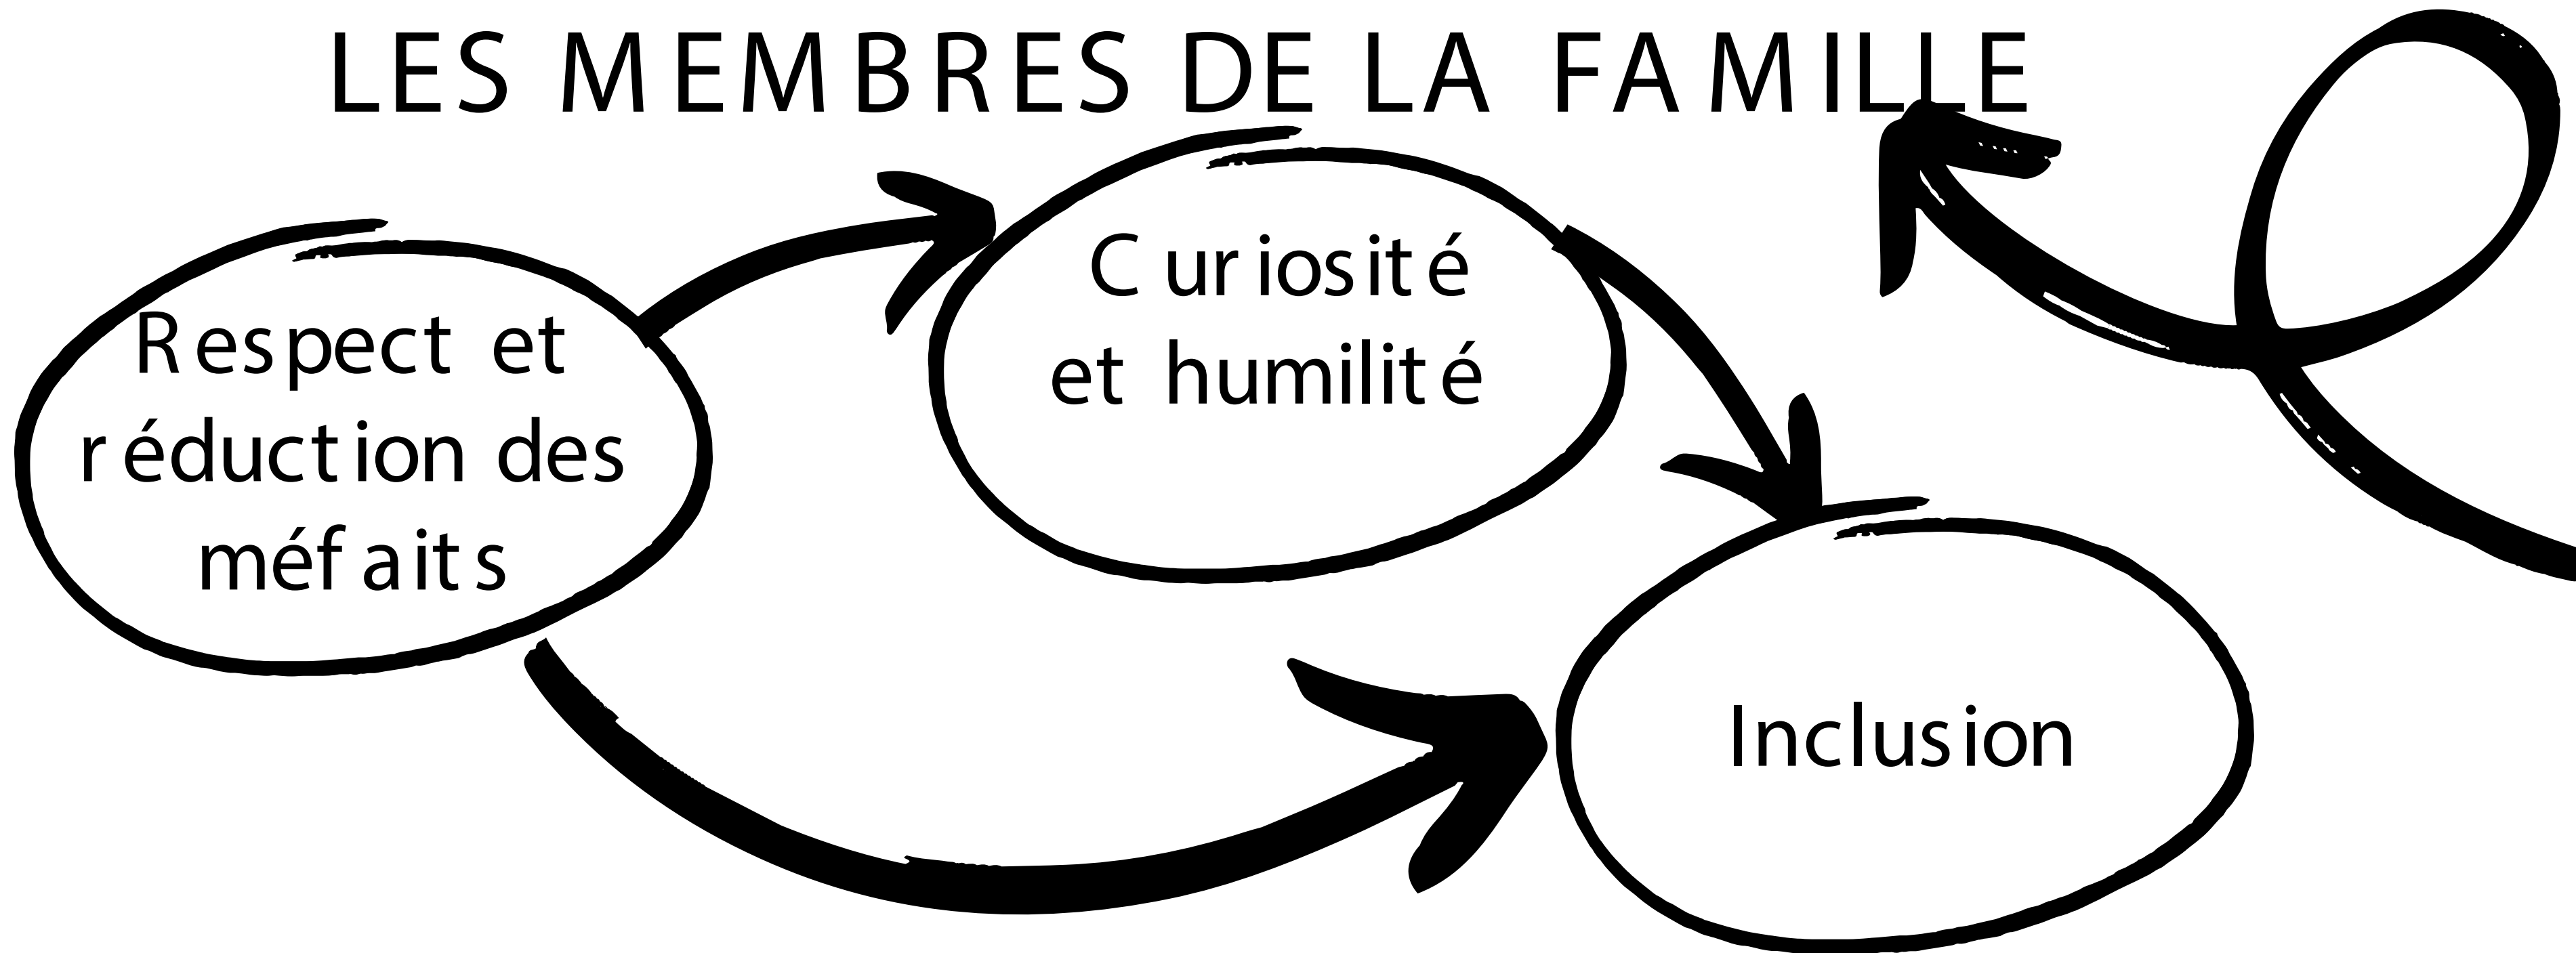 LES MEMBRES DE LA FAMILLE
Respect et
réduction des
méfaits
Curiosité
et humilité
Inclusion